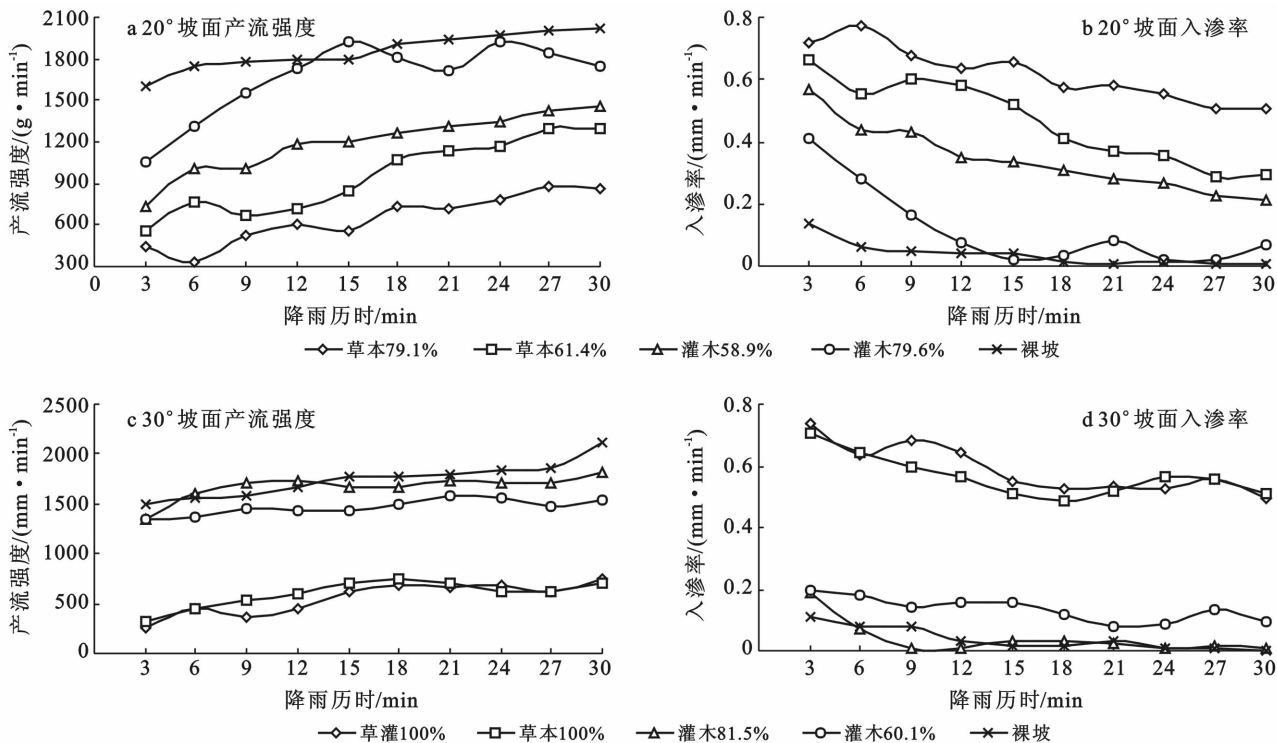 a 20°坡面产流强度
产流强度/(g·min⁻¹)
2100
1800
1500
1200
900
600
300
0
3 6 9 12 15 18 21 24 27 30
降雨历时/min
b 20°坡面入渗率
入渗率/(mm·min⁻¹)
0.8
0.6
0.4
0.2
0
3 6 9 12 15 18 21 24 27 30
降雨历时/min
草本79.1% 草本61.4% 灌木58.9% 灌木79.6% 裸坡
c 30°坡面产流强度
产流强度/(mm·min⁻¹)
2500
2000
1500
1000
500
0
3 6 9 12 15 18 21 24 27 30
降雨历时/min
d 30°坡面入渗率
入渗率/(mm·min⁻¹)
0.8
0.6
0.4
0.2
0
3 6 9 12 15 18 21 24 27 30
降雨历时/min
草灌100% 草本100% 灌木81.5% 灌木60.1% 裸坡